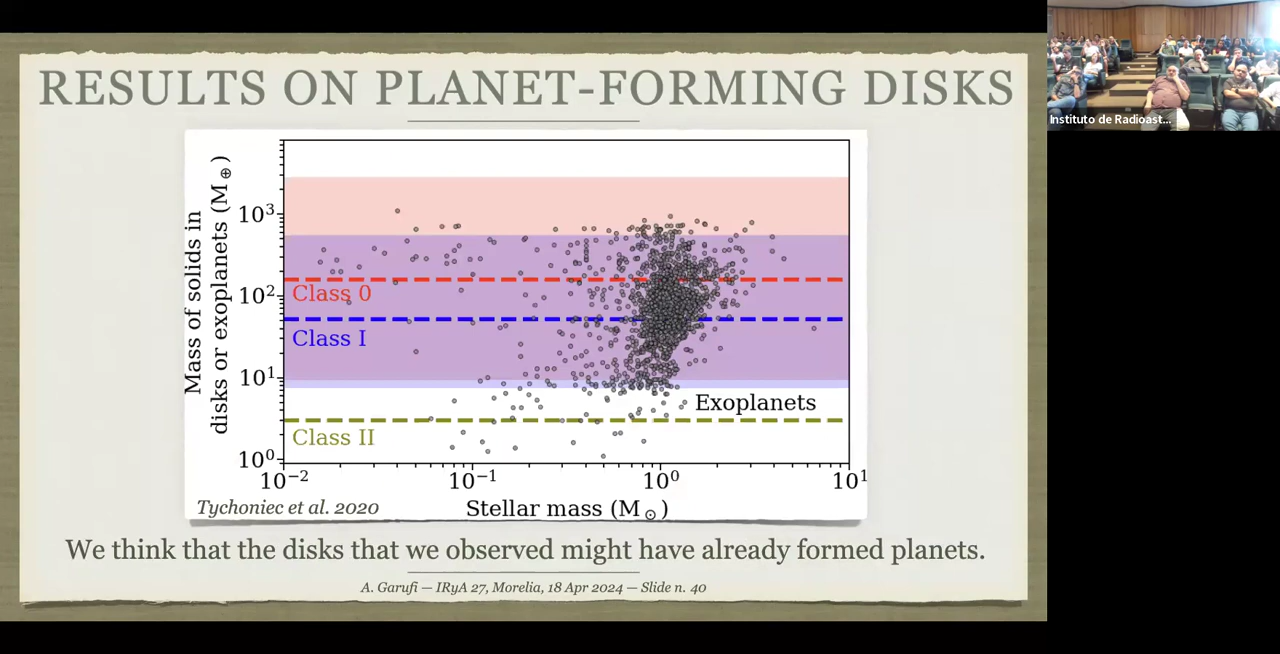 RESULTS ON PLANET-FORMING DISKS
Mass of solids in
disks or exoplanets (M⊕)
10³
10²
10¹
10⁰
Class 0
Class I
Exoplanets
Class II
10⁻²
10⁻¹
10⁰
10¹
Tychoniec et al. 2020
Stellar mass (M⊙)
We think that the disks that we observed might have already formed planets.
A. Garufi — IRyA 27, Morelia, 18 Apr 2024 — Slide n. 40
Instituto de Radioast...